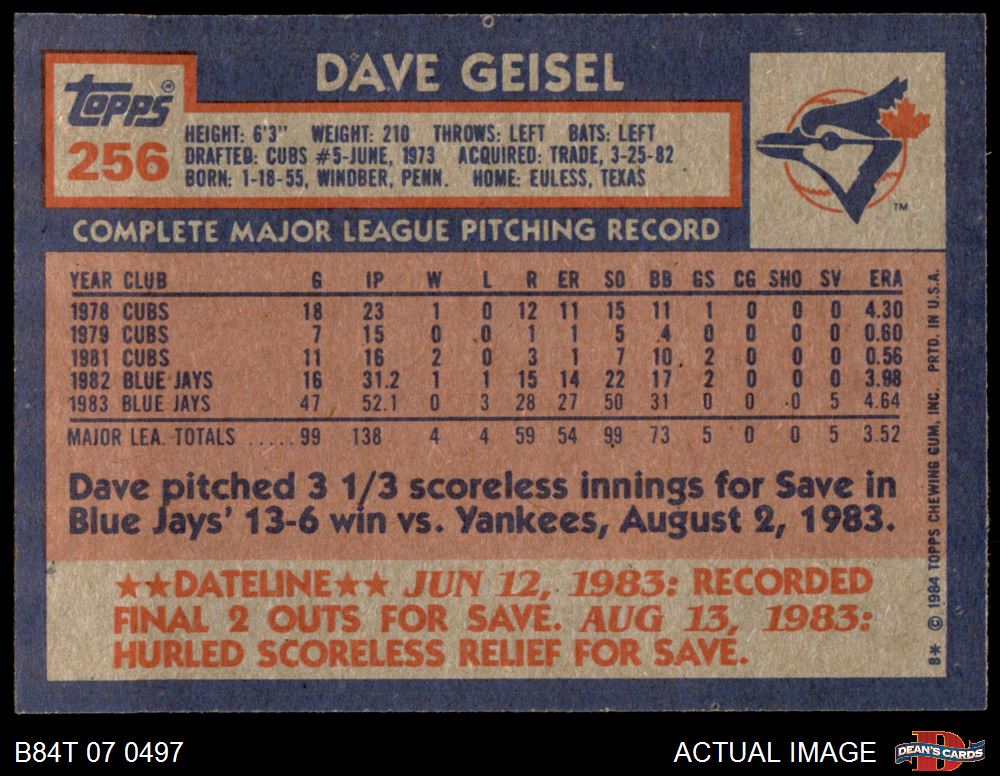 DAVE GEISEL
Topps®
256
HEIGHT: 6'3" WEIGHT: 210 THROWS: LEFT BATS: LEFT
DRAFTED: CUBS #5-JUNE, 1973 ACQUIRED: TRADE, 3-25-82
BORN: 1-18-55, WINDBER, PENN. HOME: EULESS, TEXAS
TM
COMPLETE MAJOR LEAGUE PITCHING RECORD
YEAR CLUB G IP W L R ER SO BB GS CG SHO SV ERA
1978 CUBS 18 23 1 0 12 11 15 11 1 0 0 0 4.30
1979 CUBS 7 15 0 0 1 1 5 4 0 0 0 0 0.60
1981 CUBS 11 16 2 0 3 1 7 10 2 0 0 0 0.56
1982 BLUE JAYS 16 31.2 1 1 15 14 22 17 2 0 0 0 3.98
1983 BLUE JAYS 47 52.1 0 3 28 27 50 31 0 0 0 5 4.64
MAJOR LEA. TOTALS ..... 99 138 4 4 59 54 99 73 5 0 0 5 3.52
Dave pitched 3 1/3 scoreless innings for Save in
Blue Jays' 13-6 win vs. Yankees, August 2, 1983.
★★DATELINE★★ JUN 12, 1983: RECORDED
FINAL 2 OUTS FOR SAVE. AUG 13, 1983:
HURLED SCORELESS RELIEF FOR SAVE.
B* © 1984 TOPPS CHEWING GUM, INC. PRTD. IN U.S.A.
B84T 07 0497
ACTUAL IMAGE
DEAN'S CARDS